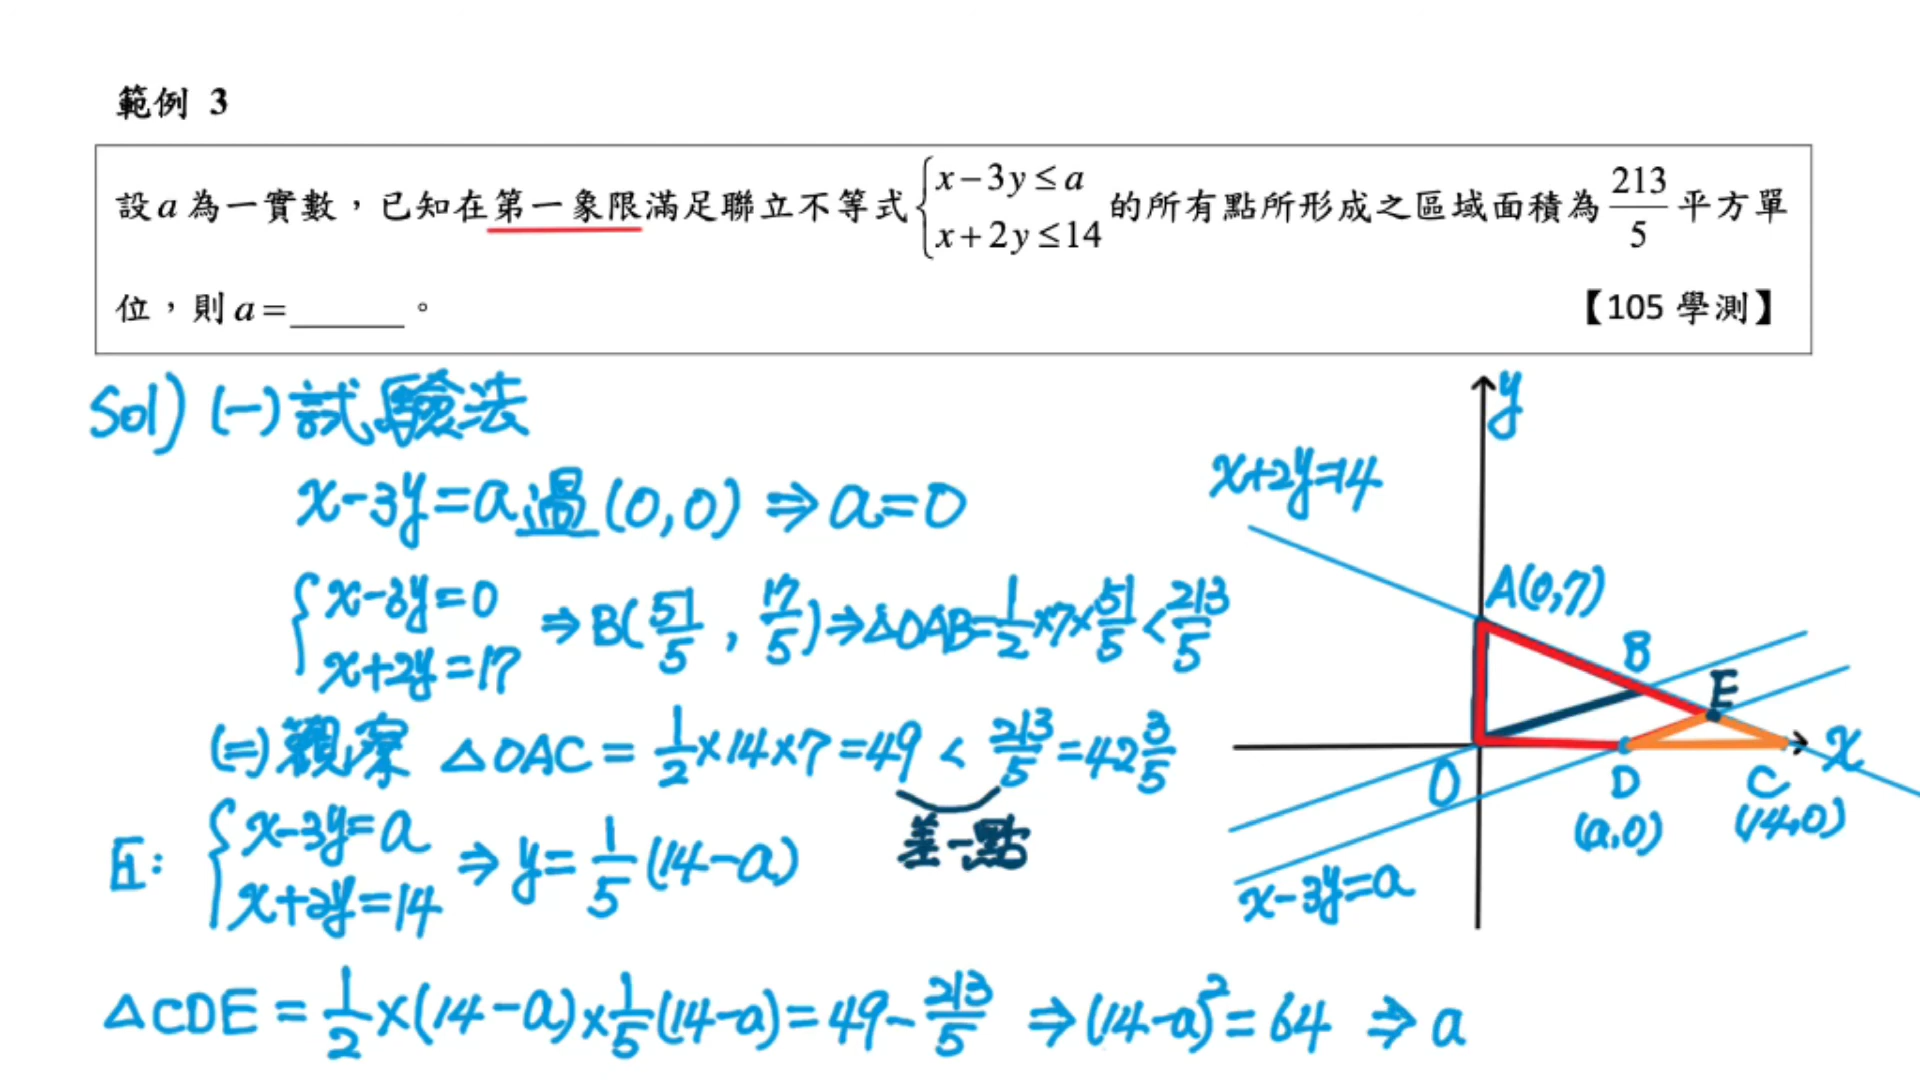 範例 3
設a為一實數，已知在第一象限滿足聯立不等式{x-3y≤a x+2y≤14的所有點所形成之區域面積為213/5平方單
位，則a=______。 【105 學測】
Sol) (一)試驗法
x-3y=a過(0,0) ⇒ a=0
{x-3y=0 x+2y=17 ⇒ B(51/5, 17/5) ⇒ △OAB=1/2×7×51/5<213/5
(二)觀察 △OAC = 1/2×14×7=49 < 213/5=42 3/5
差一點
E: {x-3y=a x+2y=14 ⇒ y=1/5(14-a)
△CDE = 1/2×(14-a)×1/5(14-a)=49-213/5 ⇒ (14-a)²=64 ⇒ a
y
x+2y=14
A(0,7)
B
E
x
O
D
C
(a,0)
(14,0)
x-3y=a